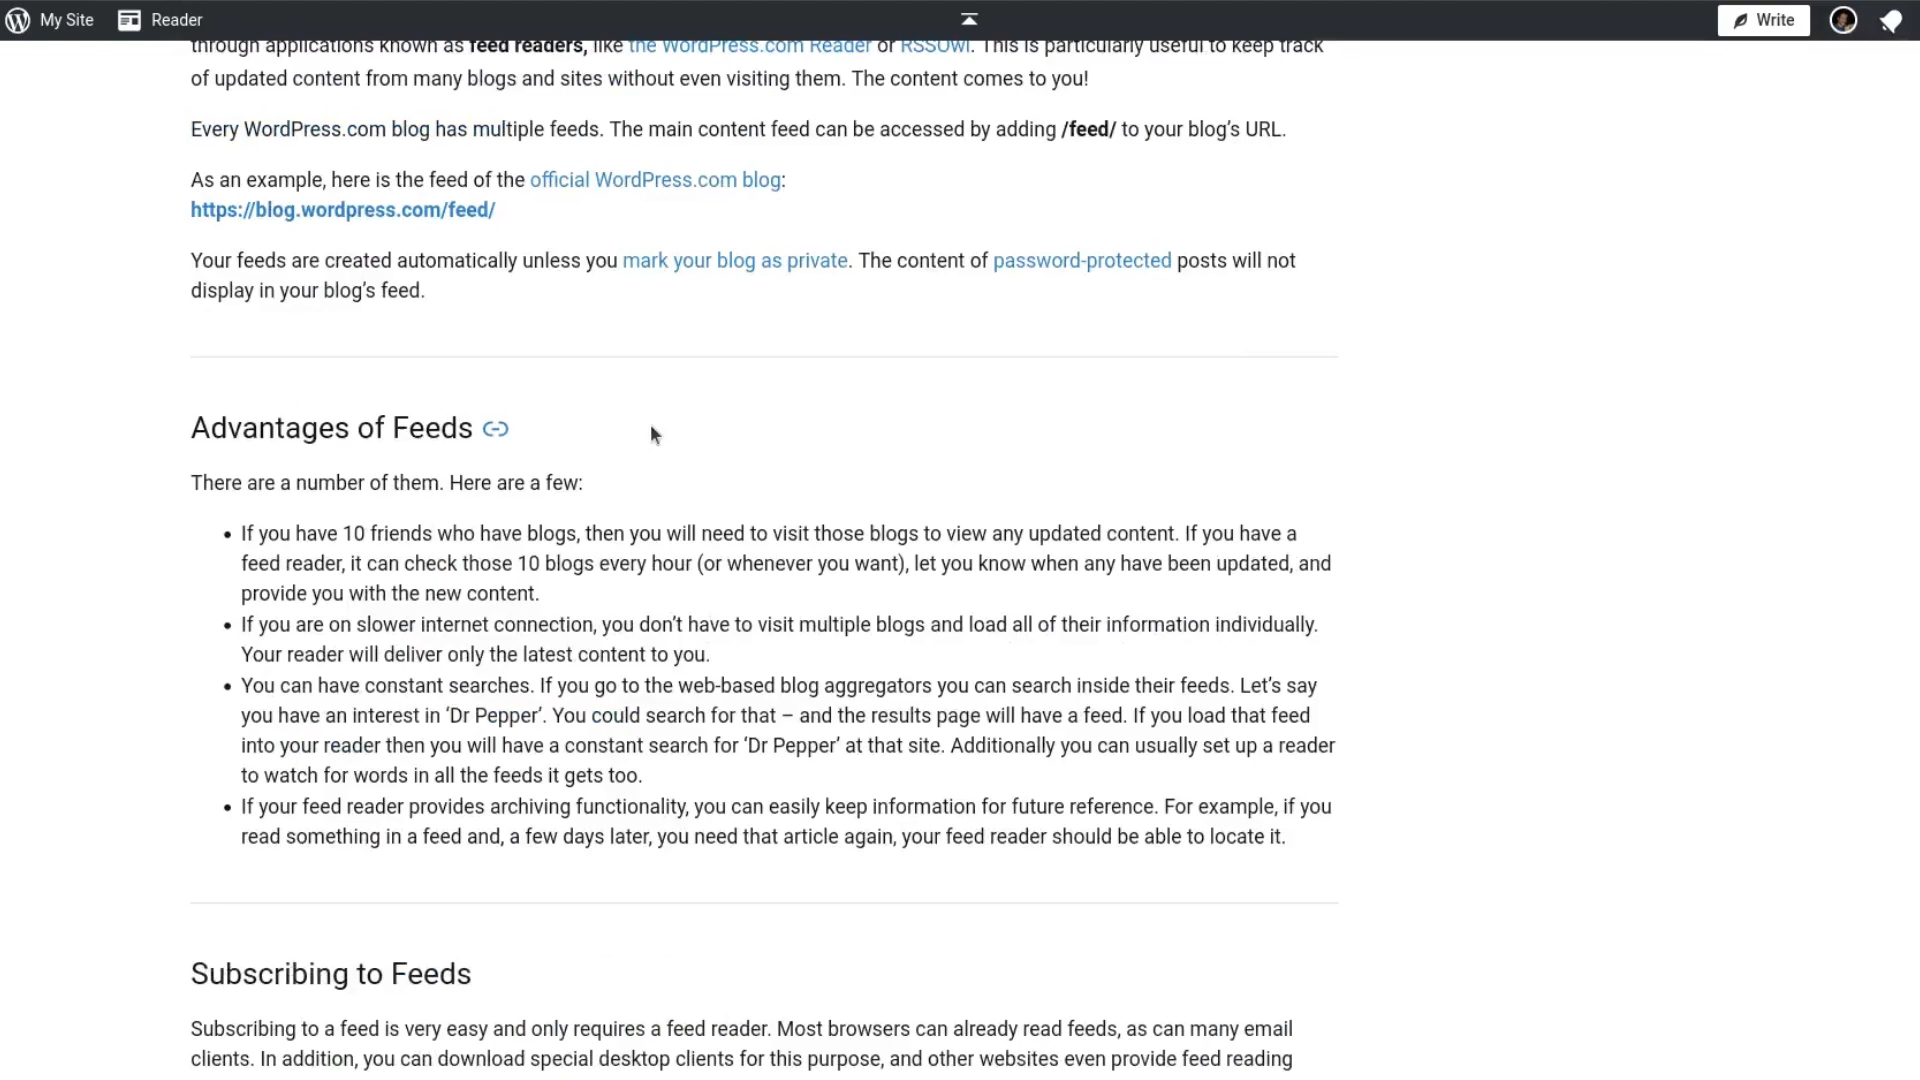 My Site
Reader
Write
through applications known as feed readers, like the WordPress.com Reader or RSSOwl. This is particularly useful to keep track
of updated content from many blogs and sites without even visiting them. The content comes to you!
Every WordPress.com blog has multiple feeds. The main content feed can be accessed by adding /feed/ to your blog’s URL.
As an example, here is the feed of the official WordPress.com blog:
https://blog.wordpress.com/feed/
Your feeds are created automatically unless you mark your blog as private. The content of password-protected posts will not
display in your blog’s feed.
Advantages of Feeds
There are a number of them. Here are a few:
• If you have 10 friends who have blogs, then you will need to visit those blogs to view any updated content. If you have a
feed reader, it can check those 10 blogs every hour (or whenever you want), let you know when any have been updated, and
provide you with the new content.
• If you are on slower internet connection, you don’t have to visit multiple blogs and load all of their information individually.
Your reader will deliver only the latest content to you.
• You can have constant searches. If you go to the web-based blog aggregators you can search inside their feeds. Let’s say
you have an interest in ‘Dr Pepper’. You could search for that – and the results page will have a feed. If you load that feed
into your reader then you will have a constant search for ‘Dr Pepper’ at that site. Additionally you can usually set up a reader
to watch for words in all the feeds it gets too.
• If your feed reader provides archiving functionality, you can easily keep information for future reference. For example, if you
read something in a feed and, a few days later, you need that article again, your feed reader should be able to locate it.
Subscribing to Feeds
Subscribing to a feed is very easy and only requires a feed reader. Most browsers can already read feeds, as can many email
clients. In addition, you can download special desktop clients for this purpose, and other websites even provide feed reading